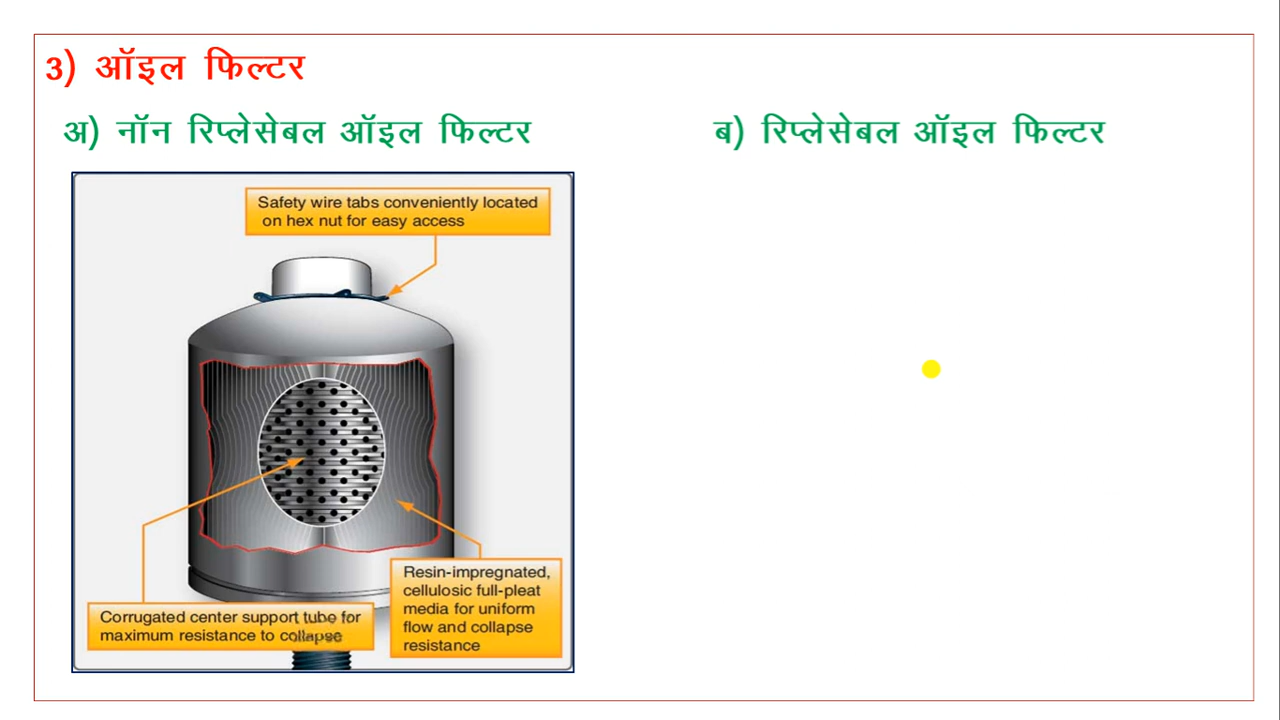 3) ऑइल फिल्टर
अ) नॉन रिप्लेसेबल ऑइल फिल्टर
ब) रिप्लेसेबल ऑइल फिल्टर
Safety wire tabs conveniently located
on hex nut for easy access
Corrugated center support tube for
maximum resistance to collapse
Resin-impregnated,
cellulosic full-pleat
media for uniform
flow and collapse
resistance